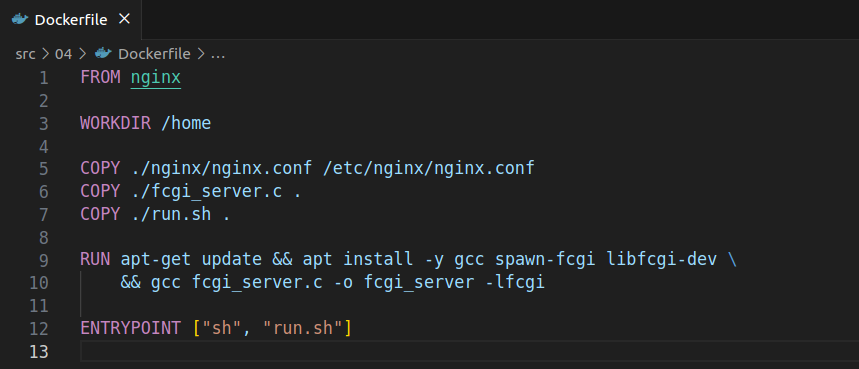 Dockerfile ×
src > 04 > Dockerfile > ...
1 FROM nginx
2
3 WORKDIR /home
4
5 COPY ./nginx/nginx.conf /etc/nginx/nginx.conf
6 COPY ./fcgi_server.c .
7 COPY ./run.sh .
8
9 RUN apt-get update && apt install -y gcc spawn-fcgi libfcgi-dev \
10 && gcc fcgi_server.c -o fcgi_server -lfcgi
11
12 ENTRYPOINT ["sh", "run.sh"]
13